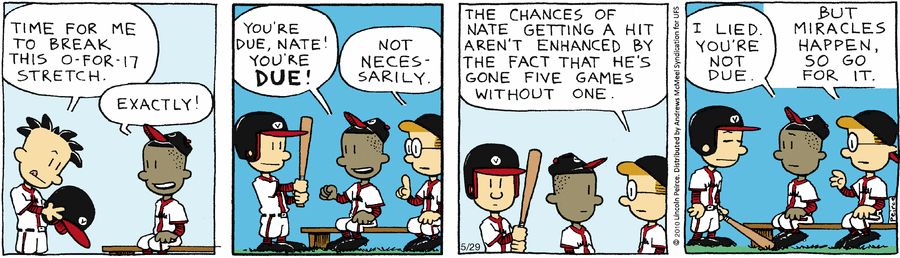 TIME FOR ME
TO BREAK
THIS 0-FOR-17
STRETCH.
EXACTLY!
YOU'RE
DUE, NATE!
YOU'RE
DUE!
NOT
NECES-
SARILY.
THE CHANCES OF
NATE GETTING A HIT
AREN'T ENHANCED BY
THE FACT THAT HE'S
GONE FIVE GAMES
WITHOUT ONE.
5/29
© 2010 Lincoln Peirce. Distributed by Andrews McMeel Syndication for UFS
I LIED.
YOU'RE
NOT
DUE.
BUT
MIRACLES
HAPPEN,
SO GO
FOR IT.
PEIRCE